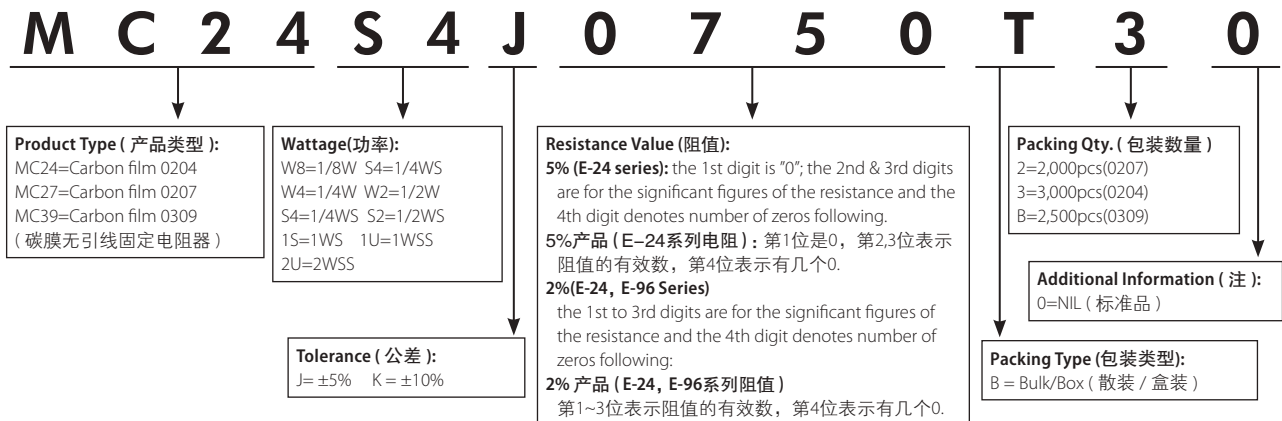 M C 2 4 S 4 J 0 7 5 0 T 3 0
Product Type ( 产品类型 ):
MC24=Carbon film 0204
MC27=Carbon film 0207
MC39=Carbon film 0309
( 碳膜无引线固定电阻器 )
Wattage(功率):
W8=1/8W S4=1/4WS
W4=1/4W W2=1/2W
S4=1/4WS S2=1/2WS
1S=1WS 1U=1WSS
2U=2WSS
Tolerance ( 公差 ):
J= ±5% K = ±10%
Resistance Value (阻值):
5% (E-24 series): the 1st digit is "0"; the 2nd & 3rd digits
are for the significant figures of the resistance and the
4th digit denotes number of zeros following.
5%产品 ( E–24系列电阻 ) : 第1位是0，第2,3位表示
阻值的有效数，第4位表示有几个0.
2%(E-24, E-96 Series)
the 1st to 3rd digits are for the significant figures of
the resistance and the 4th digit denotes number of
zeros following:
2% 产品 ( E-24, E-96系列阻值 )
第1~3位表示阻值的有效数，第4位表示有几个0.
Packing Qty. ( 包装数量 )
2=2,000pcs(0207)
3=3,000pcs(0204)
B=2,500pcs(0309)
Additional Information ( 注 ):
0=NIL ( 标准品 )
Packing Type (包装类型):
B = Bulk/Box ( 散装 / 盒装 )